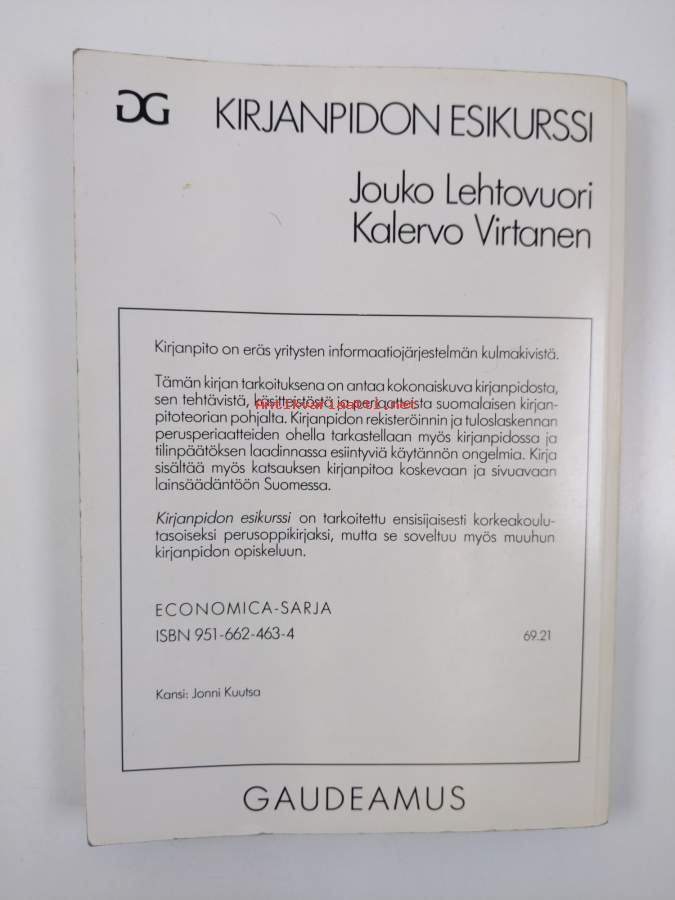 GG KIRJANPIDON ESIKURSSI
Jouko Lehtovuori
Kalervo Virtanen
Kirjanpito on eräs yritysten informaatiojärjestelmän kulmakivistä.
Tämän kirjan tarkoituksena on antaa kokonaiskuva kirjanpidosta,
sen tehtävistä, käsitteistöstä ja periaatteista suomalaisen kirjan-
antikvariaatti.net
pitoteorian pohjalta. Kirjanpidon rekisteröinnin ja tuloslaskennan
perusperiaatteiden ohella tarkastellaan myös kirjanpidossa ja
tilinpäätöksen laadinnassa esiintyviä käytännön ongelmia. Kirja
sisältää myös katsauksen kirjanpitoa koskevaan ja sivuavaan
lainsäädäntöön Suomessa.
Kirjanpidon esikurssi on tarkoitettu ensisijaisesti korkeakoulu-
tasoiseksi perusoppikirjaksi, mutta se soveltuu myös muuhun
kirjanpidon opiskeluun.
ECONOMICA-SARJA
ISBN 951-662-463-4 69.21
Kansi: Jonni Kuutsa
GAUDEAMUS